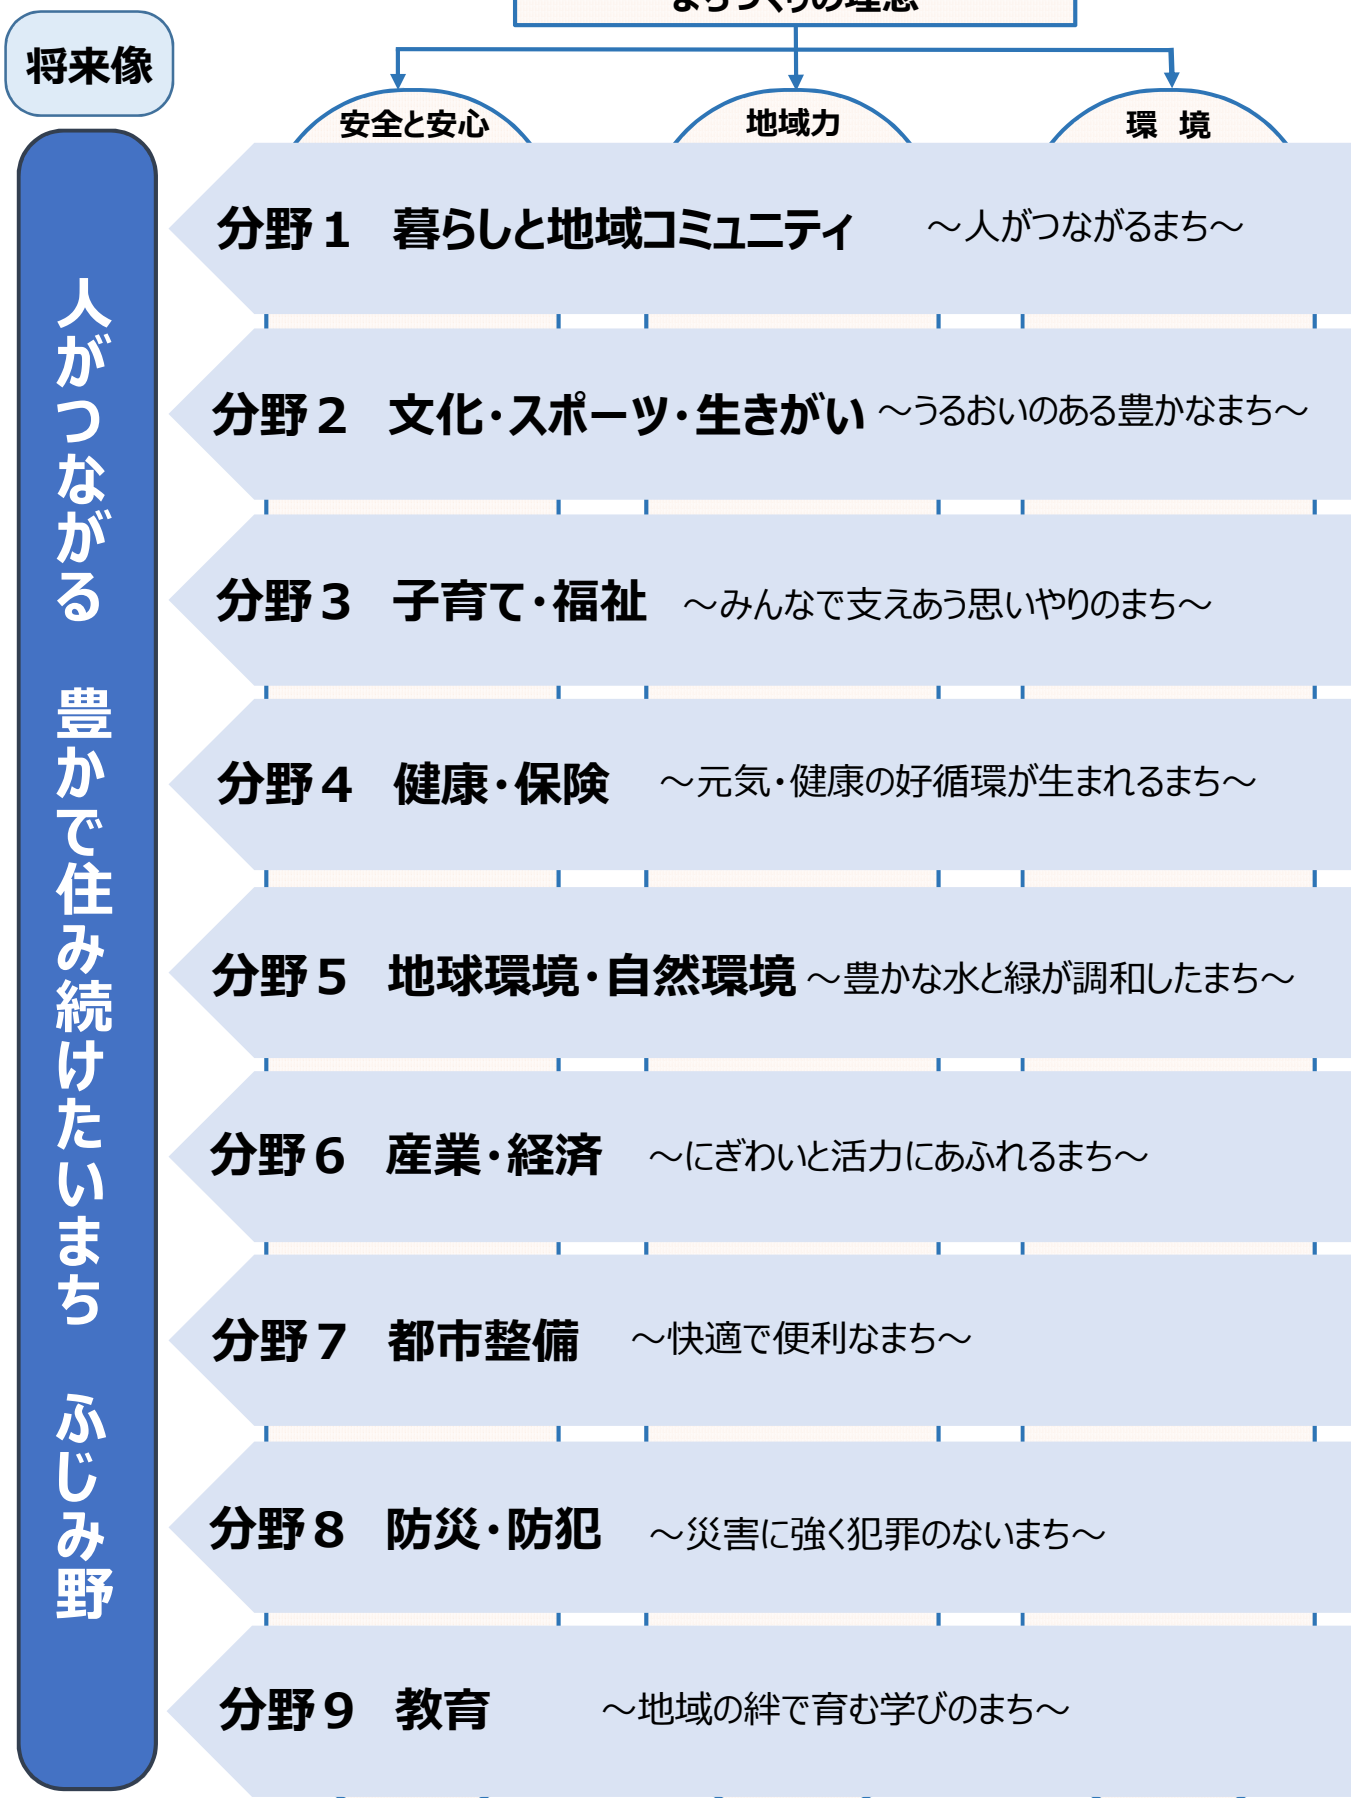 まちづくりの理念
将来像
安全と安心
地域力
環 境
人がつながる 豊かで住み続けたいまち ふじみ野
分野1 暮らしと地域コミュニティ ～人がつながるまち～
分野2 文化・スポーツ・生きがい ～うるおいのある豊かなまち～
分野3 子育て・福祉 ～みんなで支えあう思いやりのまち～
分野4 健康・保険 ～元気・健康の好循環が生まれるまち～
分野5 地球環境・自然環境 ～豊かな水と緑が調和したまち～
分野6 産業・経済 ～にぎわいと活力にあふれるまち～
分野7 都市整備 ～快適で便利なまち～
分野8 防災・防犯 ～災害に強く犯罪のないまち～
分野9 教育 ～地域の絆で育む学びのまち～